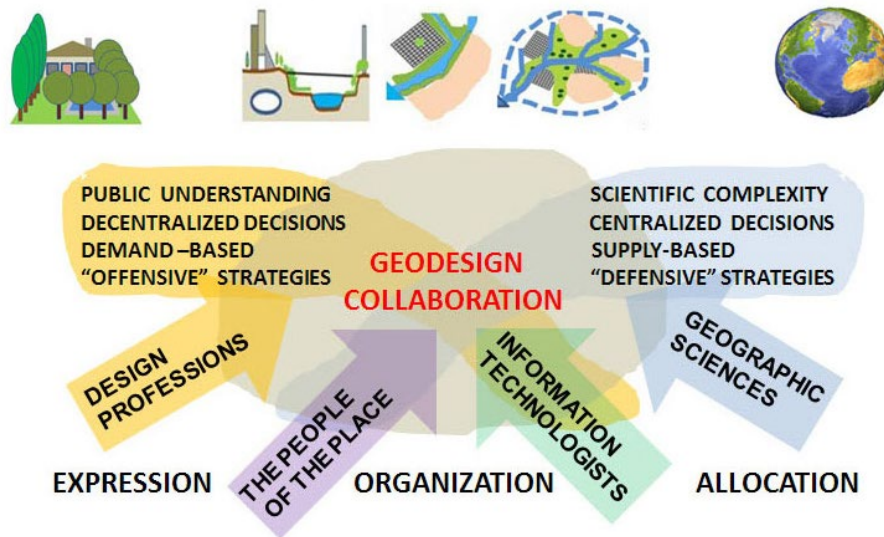 PUBLIC UNDERSTANDING
DECENTRALIZED DECISIONS
DEMAND –BASED
“OFFENSIVE” STRATEGIES
SCIENTIFIC COMPLEXITY
CENTRALIZED DECISIONS
SUPPLY-BASED
“DEFENSIVE” STRATEGIES
GEODESIGN
COLLABORATION
DESIGN
PROFESSIONS
THE PEOPLE
OF THE PLACE
INFORMATION
TECHNOLOGISTS
GEOGRAPHIC
SCIENCES
EXPRESSION
ORGANIZATION
ALLOCATION